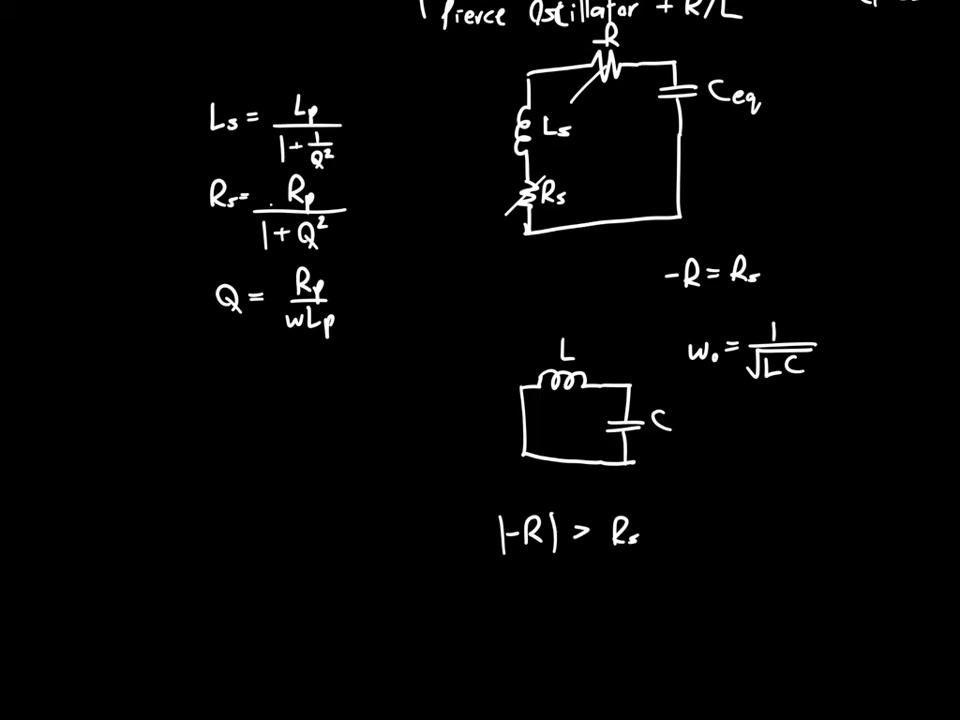 Pierce Oscillator + R/L
-R
Ceq
Ls
Rs
Ls = Lp / (1 + 1/Q²)
Rs = Rp / (1 + Q²)
Q = Rp / wLp
-R = Rs
w₀ = 1 / √LC
L
C
|-R| > Rs